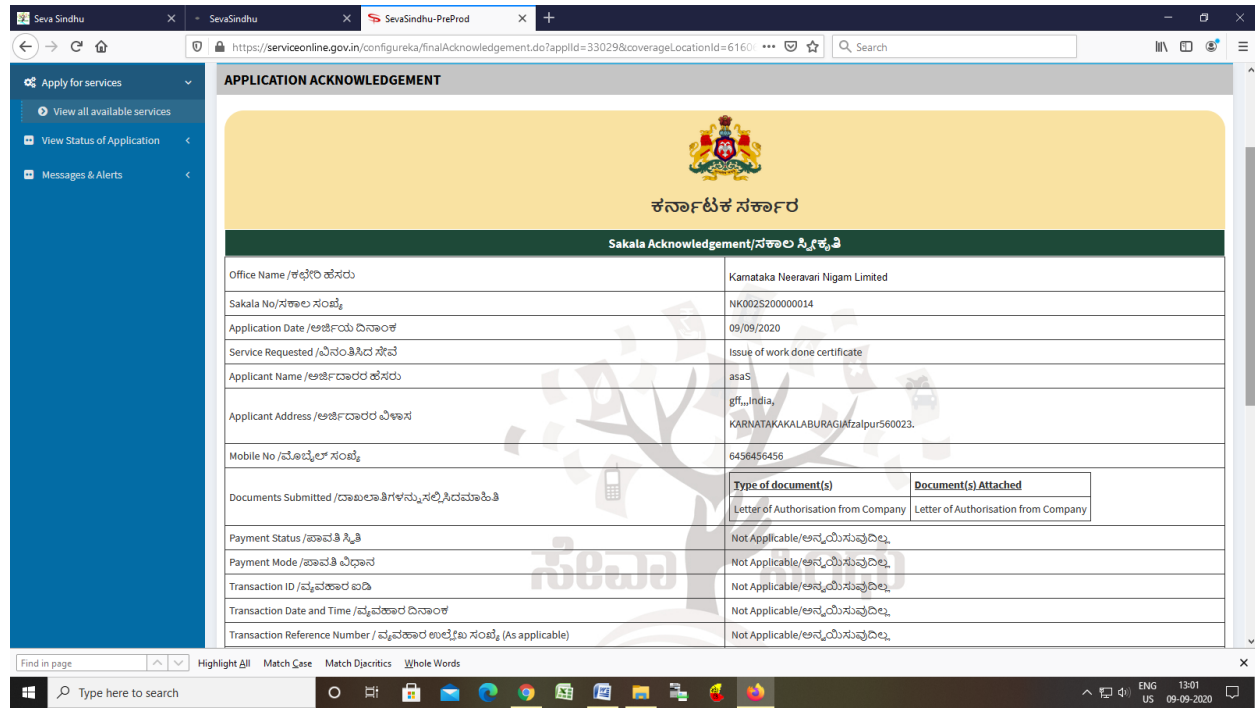 Seva Sindhu
SevaSindhu
SevaSindhu-PreProd
https://serviceonline.gov.in/configureka/finalAcknowledgement.do?applId=33029&coverageLocationId=6160
Search
Apply for services
View all available services
View Status of Application
Messages & Alerts
APPLICATION ACKNOWLEDGEMENT
ಕರ್ನಾಟಕ ಸರ್ಕಾರ
Sakala Acknowledgement/ಸಕಾಲ ಸ್ವೀಕೃತಿ
Office Name /ಕಛೇರಿ ಹೆಸರು Karnataka Neeravari Nigam Limited
Sakala No/ಸಕಾಲ ಸಂಖ್ಯೆ NK002S200000014
Application Date /ಅರ್ಜಿಯ ದಿನಾಂಕ 09/09/2020
Service Requested /ವಿನಂತಿಸಿದ ಸೇವೆ Issue of work done certificate
Applicant Name /ಅರ್ಜಿದಾರರ ಹೆಸರು asaS
Applicant Address /ಅರ್ಜಿದಾರರ ವಿಳಾಸ gff,,,India,
KARNATAKAKALABURAGIAfzalpur560023.
Mobile No /ಮೊಬೈಲ್ ಸಂಖ್ಯೆ 6456456456
Documents Submitted /ದಾಖಲಾತಿಗಳನ್ನು ಸಲ್ಲಿಸಿದಮಾಹಿತಿ
Type of document(s) Document(s) Attached
Letter of Authorisation from Company Letter of Authorisation from Company
Payment Status /ಪಾವತಿ ಸ್ಥಿತಿ Not Applicable/ಅನ್ವಯಿಸುವುದಿಲ್ಲ
Payment Mode /ಪಾವತಿ ವಿಧಾನ Not Applicable/ಅನ್ವಯಿಸುವುದಿಲ್ಲ
Transaction ID /ವ್ಯವಹಾರ ಐಡಿ Not Applicable/ಅನ್ವಯಿಸುವುದಿಲ್ಲ
Transaction Date and Time /ವ್ಯವಹಾರ ದಿನಾಂಕ Not Applicable/ಅನ್ವಯಿಸುವುದಿಲ್ಲ
Transaction Reference Number / ವ್ಯವಹಾರ ಉಲ್ಲೇಖ ಸಂಖ್ಯೆ (As applicable) Not Applicable/ಅನ್ವಯಿಸುವುದಿಲ್ಲ
ಸೇವಾ ಸಿಂಧು
Find in page Highlight All Match Case Match Diacritics Whole Words
Type here to search
ENG 13:01
US 09-09-2020